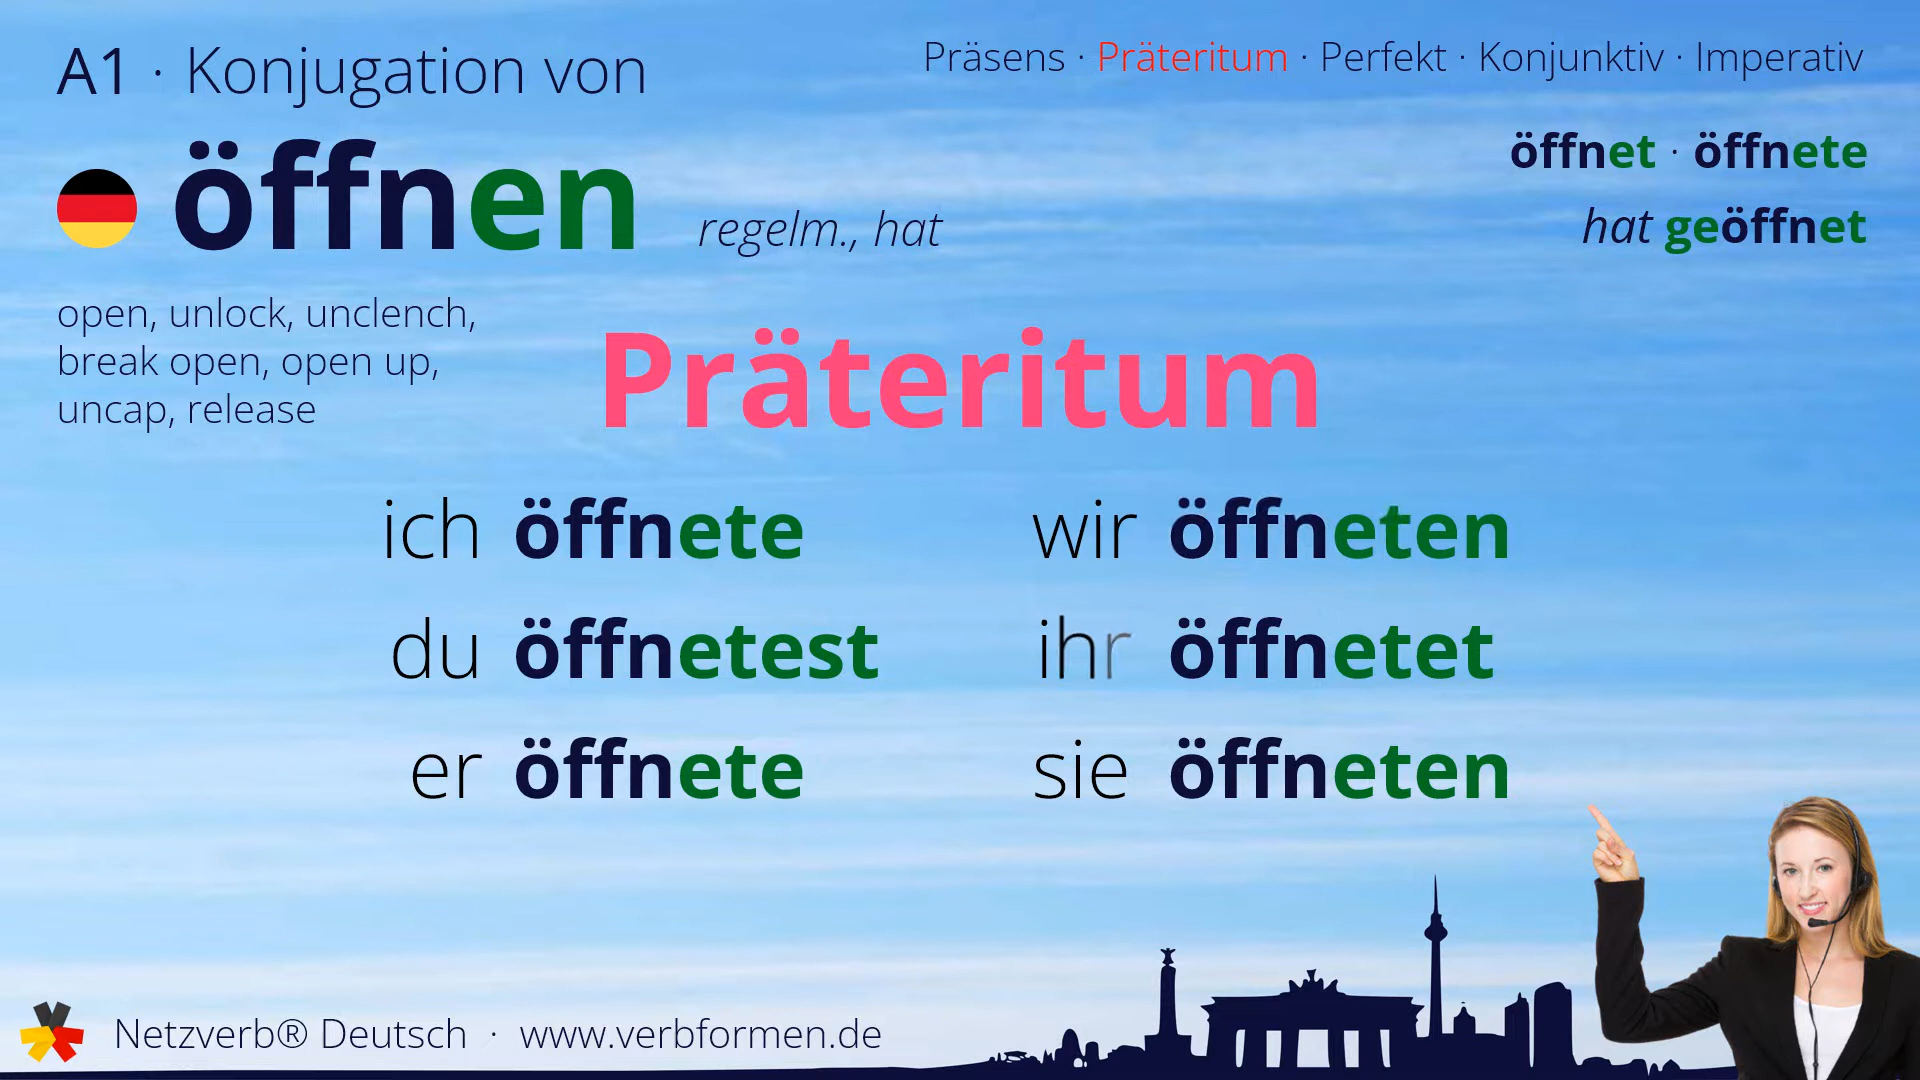 A1 · Konjugation von
Präsens · Präteritum · Perfekt · Konjunktiv · Imperativ
öffnen
regelm., hat
öffnet · öffnete
hat geöffnet
open, unlock, unclench,
break open, open up,
uncap, release
Präteritum
ich öffnete
du öffnetest
er öffnete
wir öffneten
ihr öffnetet
sie öffneten
Netzverb® Deutsch · www.verbformen.de